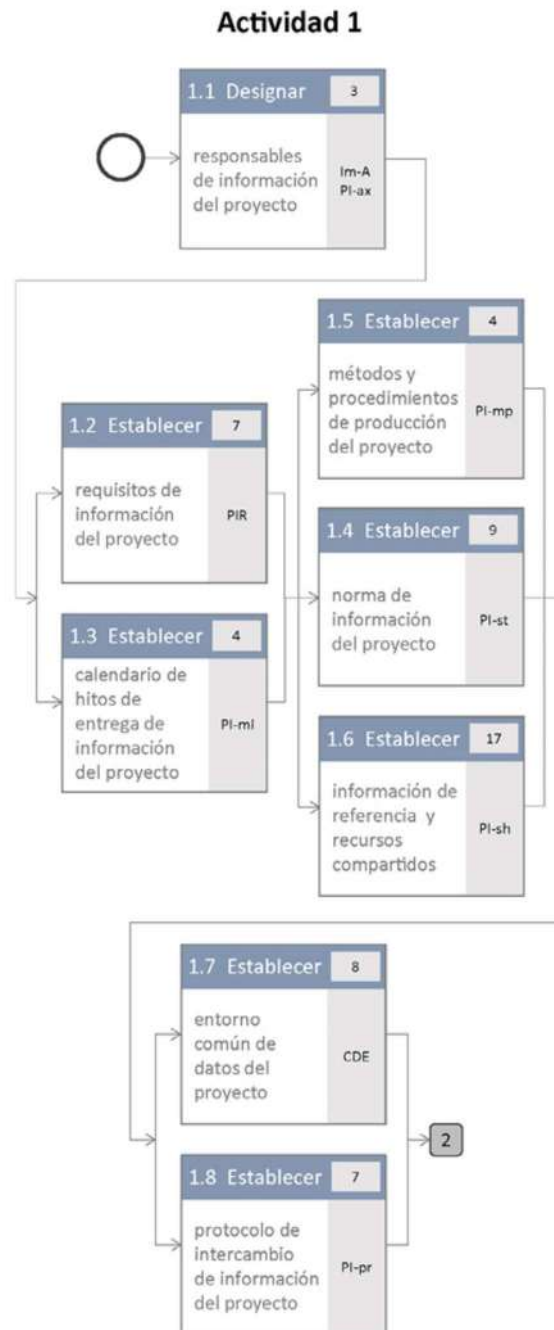 Actividad 1
1.1 Designar 3
responsables
de información
del proyecto
Im-A
PI-ax
1.2 Establecer 7
requisitos de
información
del proyecto
PIR
1.3 Establecer 4
calendario de
hitos de
entrega de
información
del proyecto
PI-ml
1.5 Establecer 4
métodos y
procedimientos
de producción
del proyecto
PI-mp
1.4 Establecer 9
norma de
información
del proyecto
PI-st
1.6 Establecer 17
información de
referencia y
recursos
compartidos
PI-sh
1.7 Establecer 8
entorno
común de
datos del
proyecto
CDE
1.8 Establecer 7
protocolo de
intercambio
de información
del proyecto
PI-pr
2